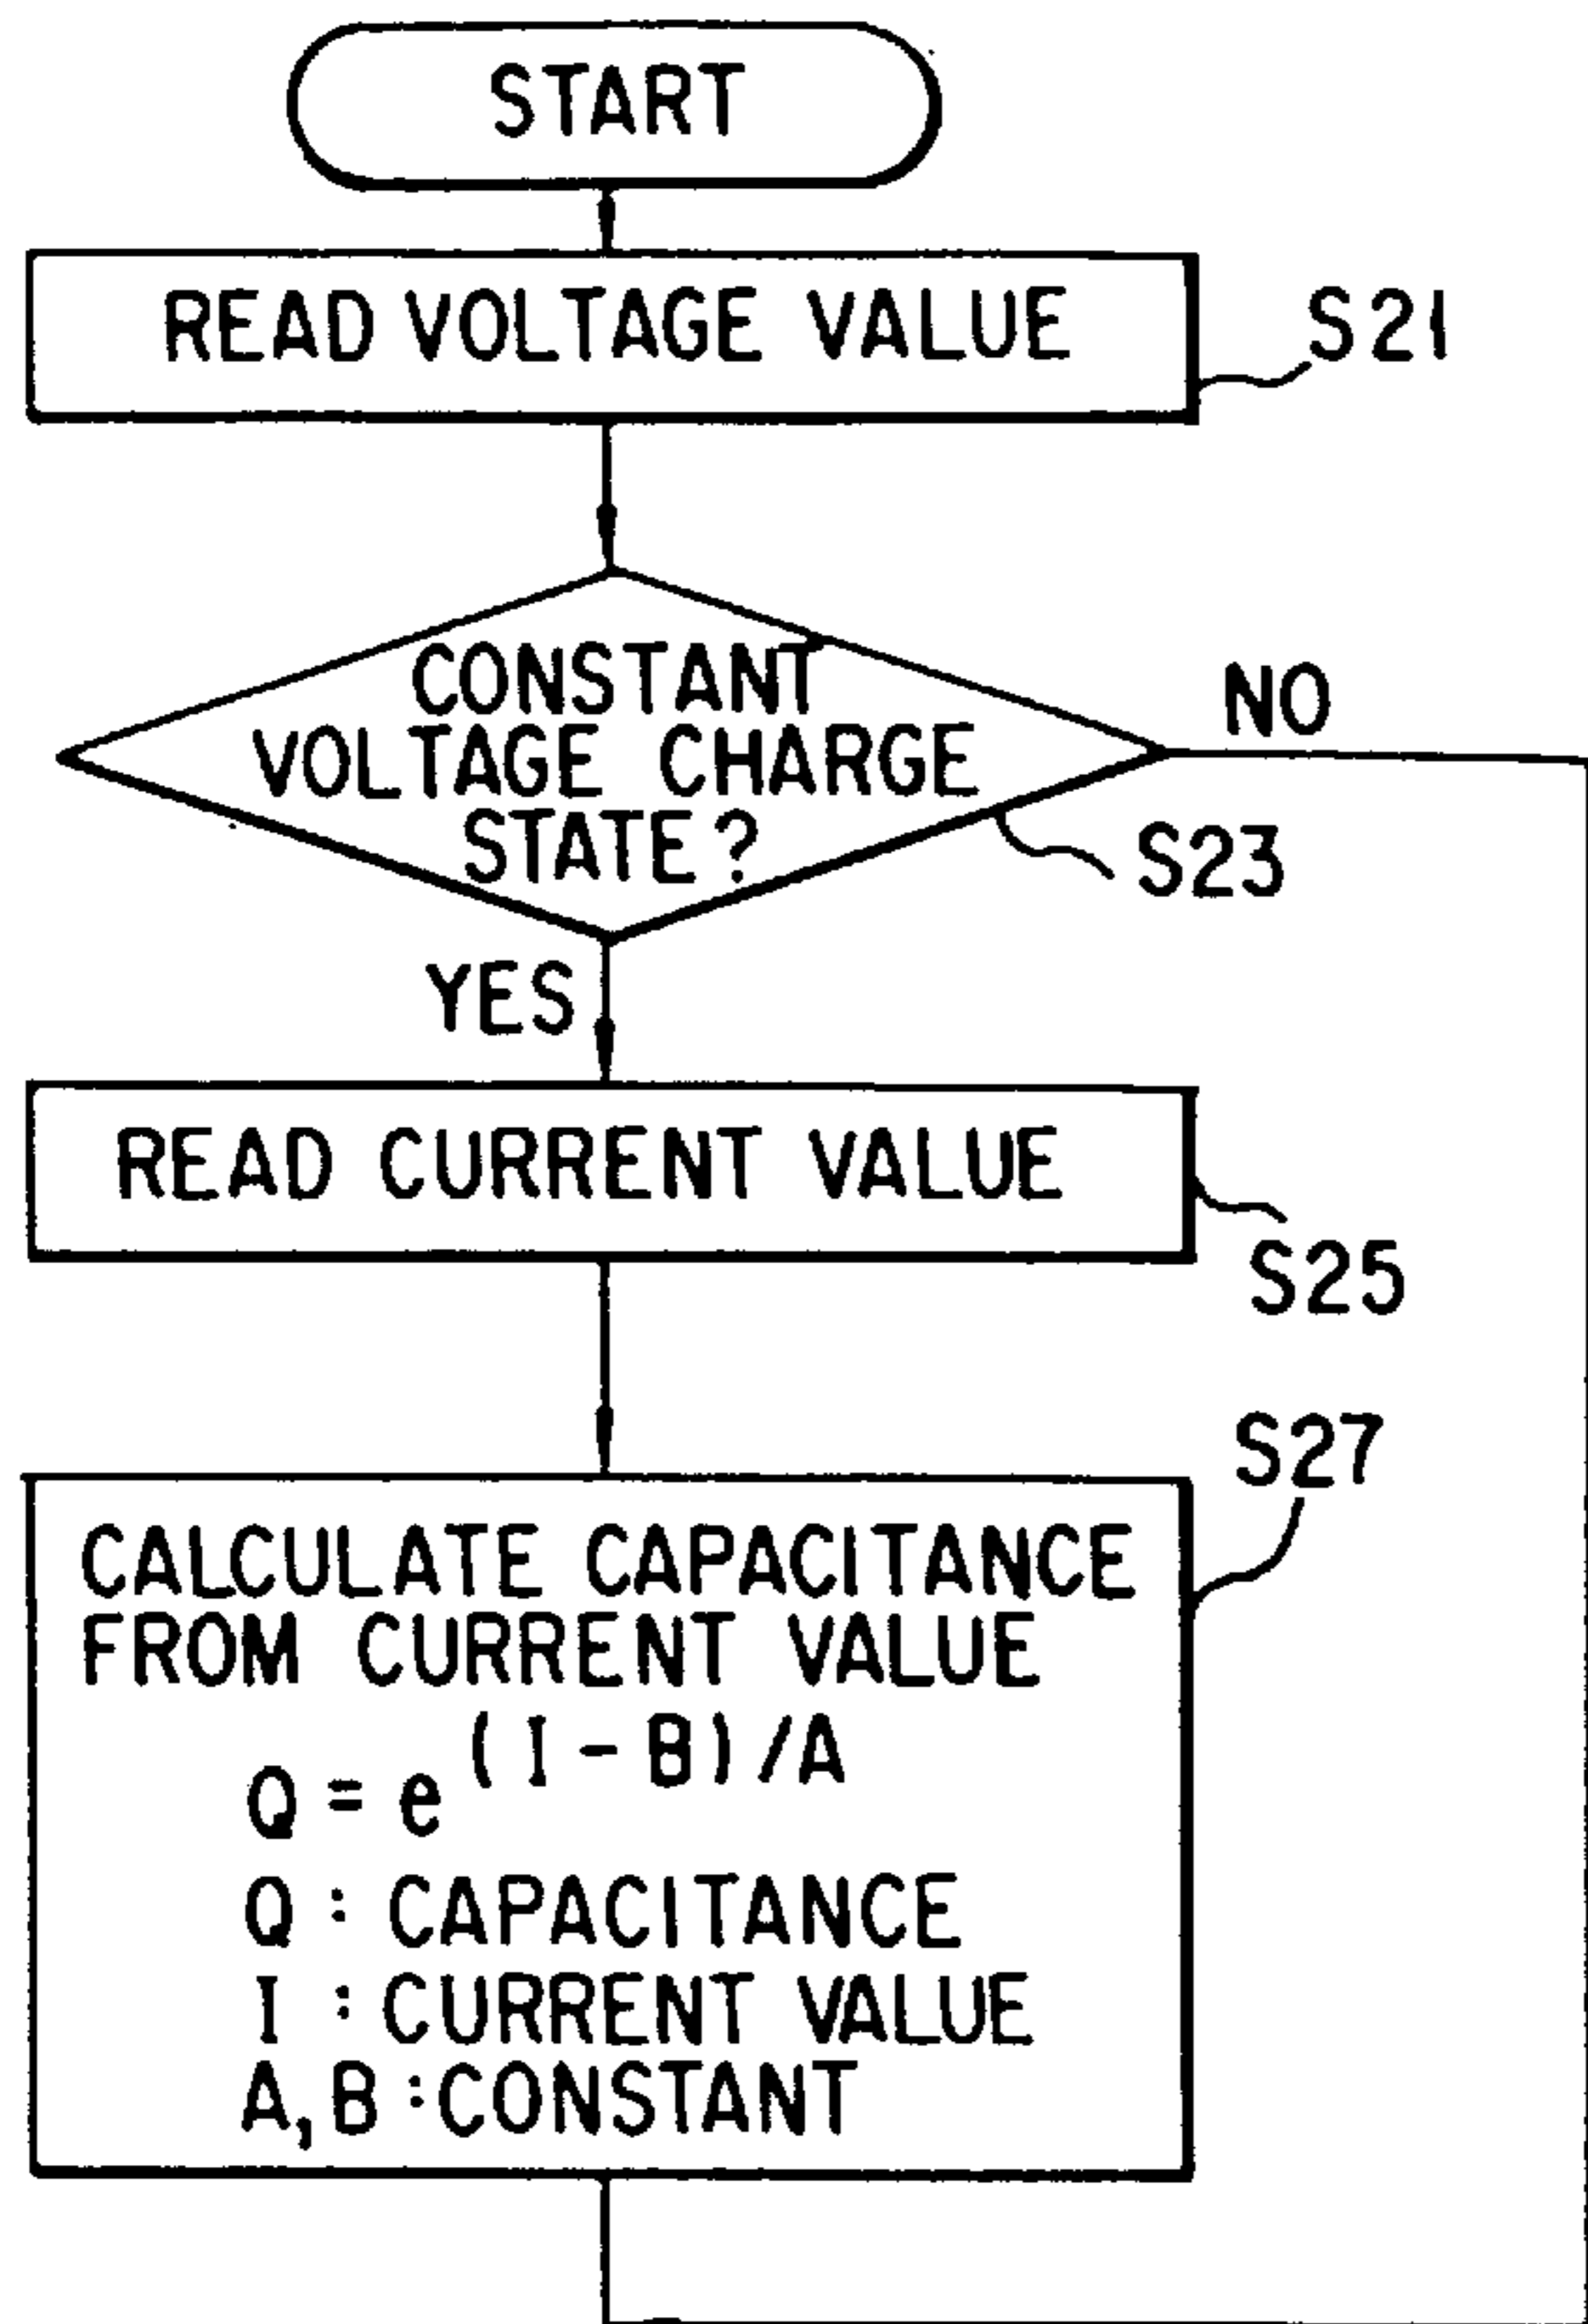 START
READ VOLTAGE VALUE
S21
CONSTANT
VOLTAGE CHARGE
STATE?
NO
S23
YES
READ CURRENT VALUE
S25
S27
CALCULATE CAPACITANCE
FROM CURRENT VALUE
Q = e^(I - B)/A
Q : CAPACITANCE
I : CURRENT VALUE
A,B : CONSTANT